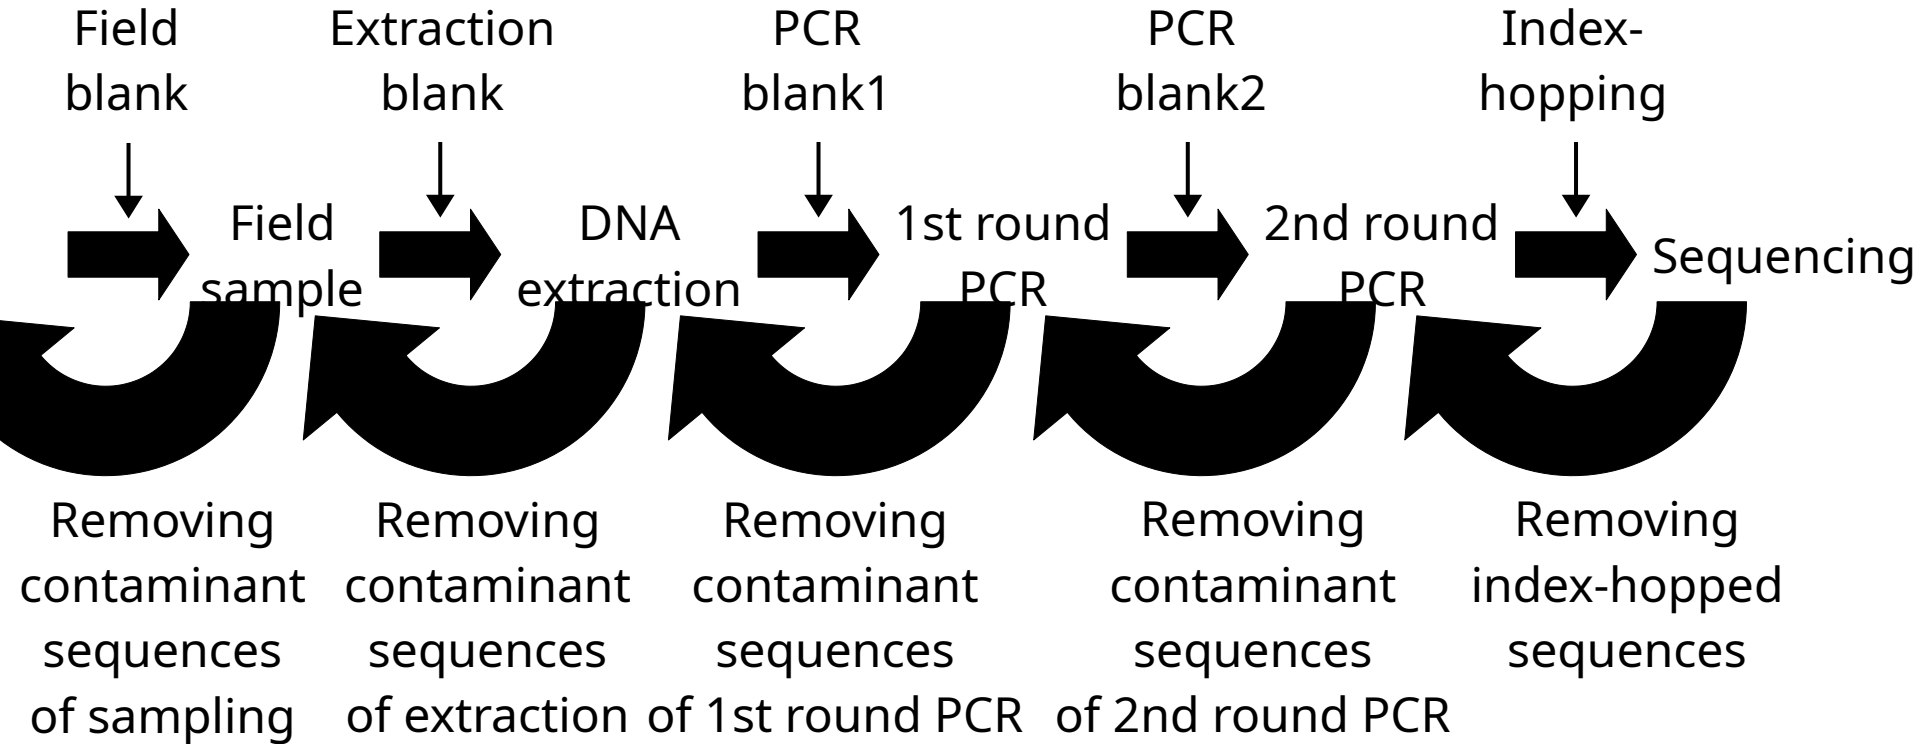 Field
blank
Extraction
blank
PCR
blank1
PCR
blank2
Index-
hopping
Field
sample
DNA
extraction
1st round
PCR
2nd round
PCR
Sequencing
Removing
contaminant
sequences
of sampling
Removing
contaminant
sequences
of extraction
Removing
contaminant
sequences
of 1st round PCR
Removing
contaminant
sequences
of 2nd round PCR
Removing
index-hopped
sequences